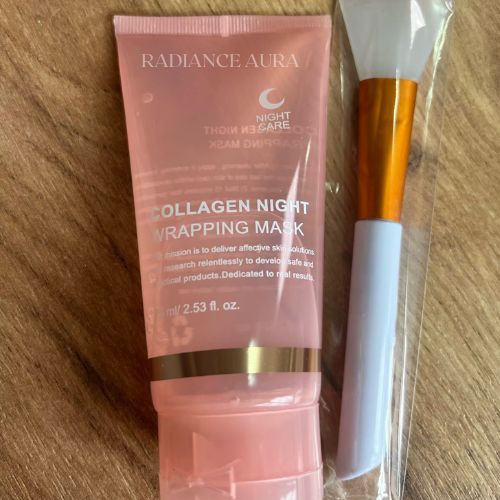 RADIANCE AURA
NIGHT
CARE
COLLAGEN NIGHT
WRAPPING MASK
mission is to deliver affective skin solutions
research relentlessly to develop safe and
products.Dedicated to real results.
ml/ 2.53 fl. oz.